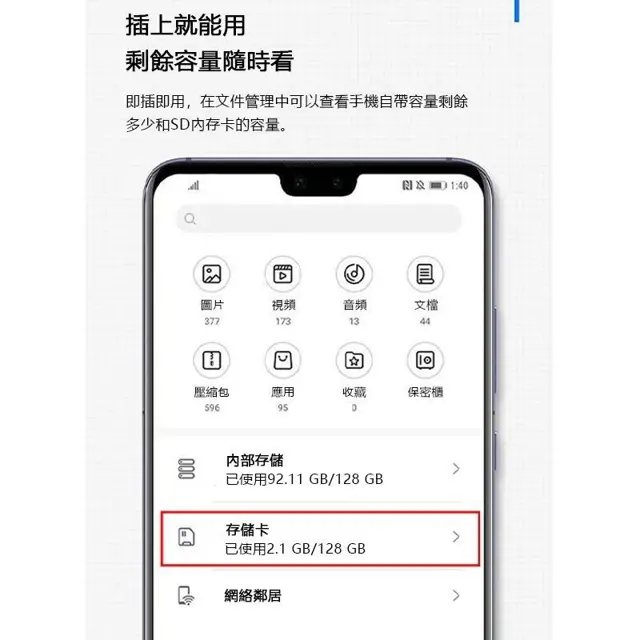 插上就能用
剩餘容量隨時看
即插即用，在文件管理中可以查看手機自帶容量剩餘
多少和SD內存卡的容量。
1:40
圖片
視頻
音頻
文檔
377
173
13
44
壓縮包
應用
收藏
保密櫃
596
95
0
內部存儲
已使用92.11 GB/128 GB
存儲卡
已使用2.1 GB/128 GB
網絡鄰居